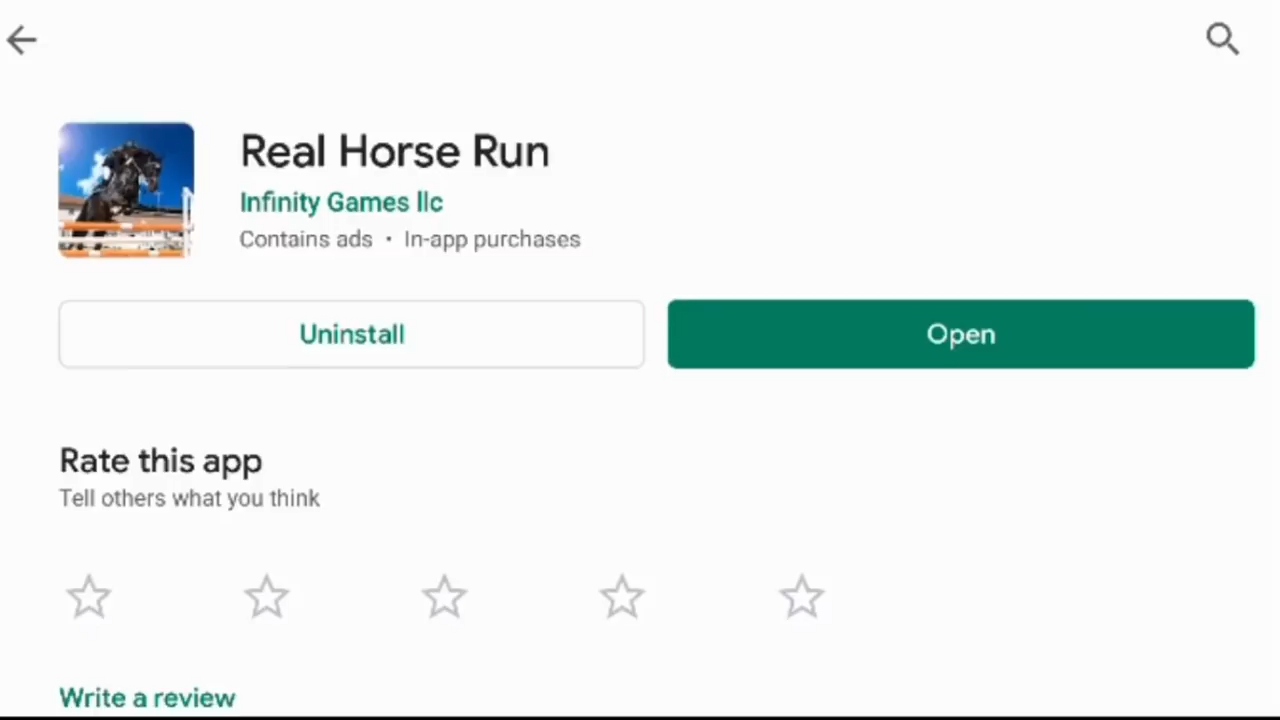 Real Horse Run
Infinity Games llc
Contains ads • In-app purchases
Uninstall
Open
Rate this app
Tell others what you think
Write a review